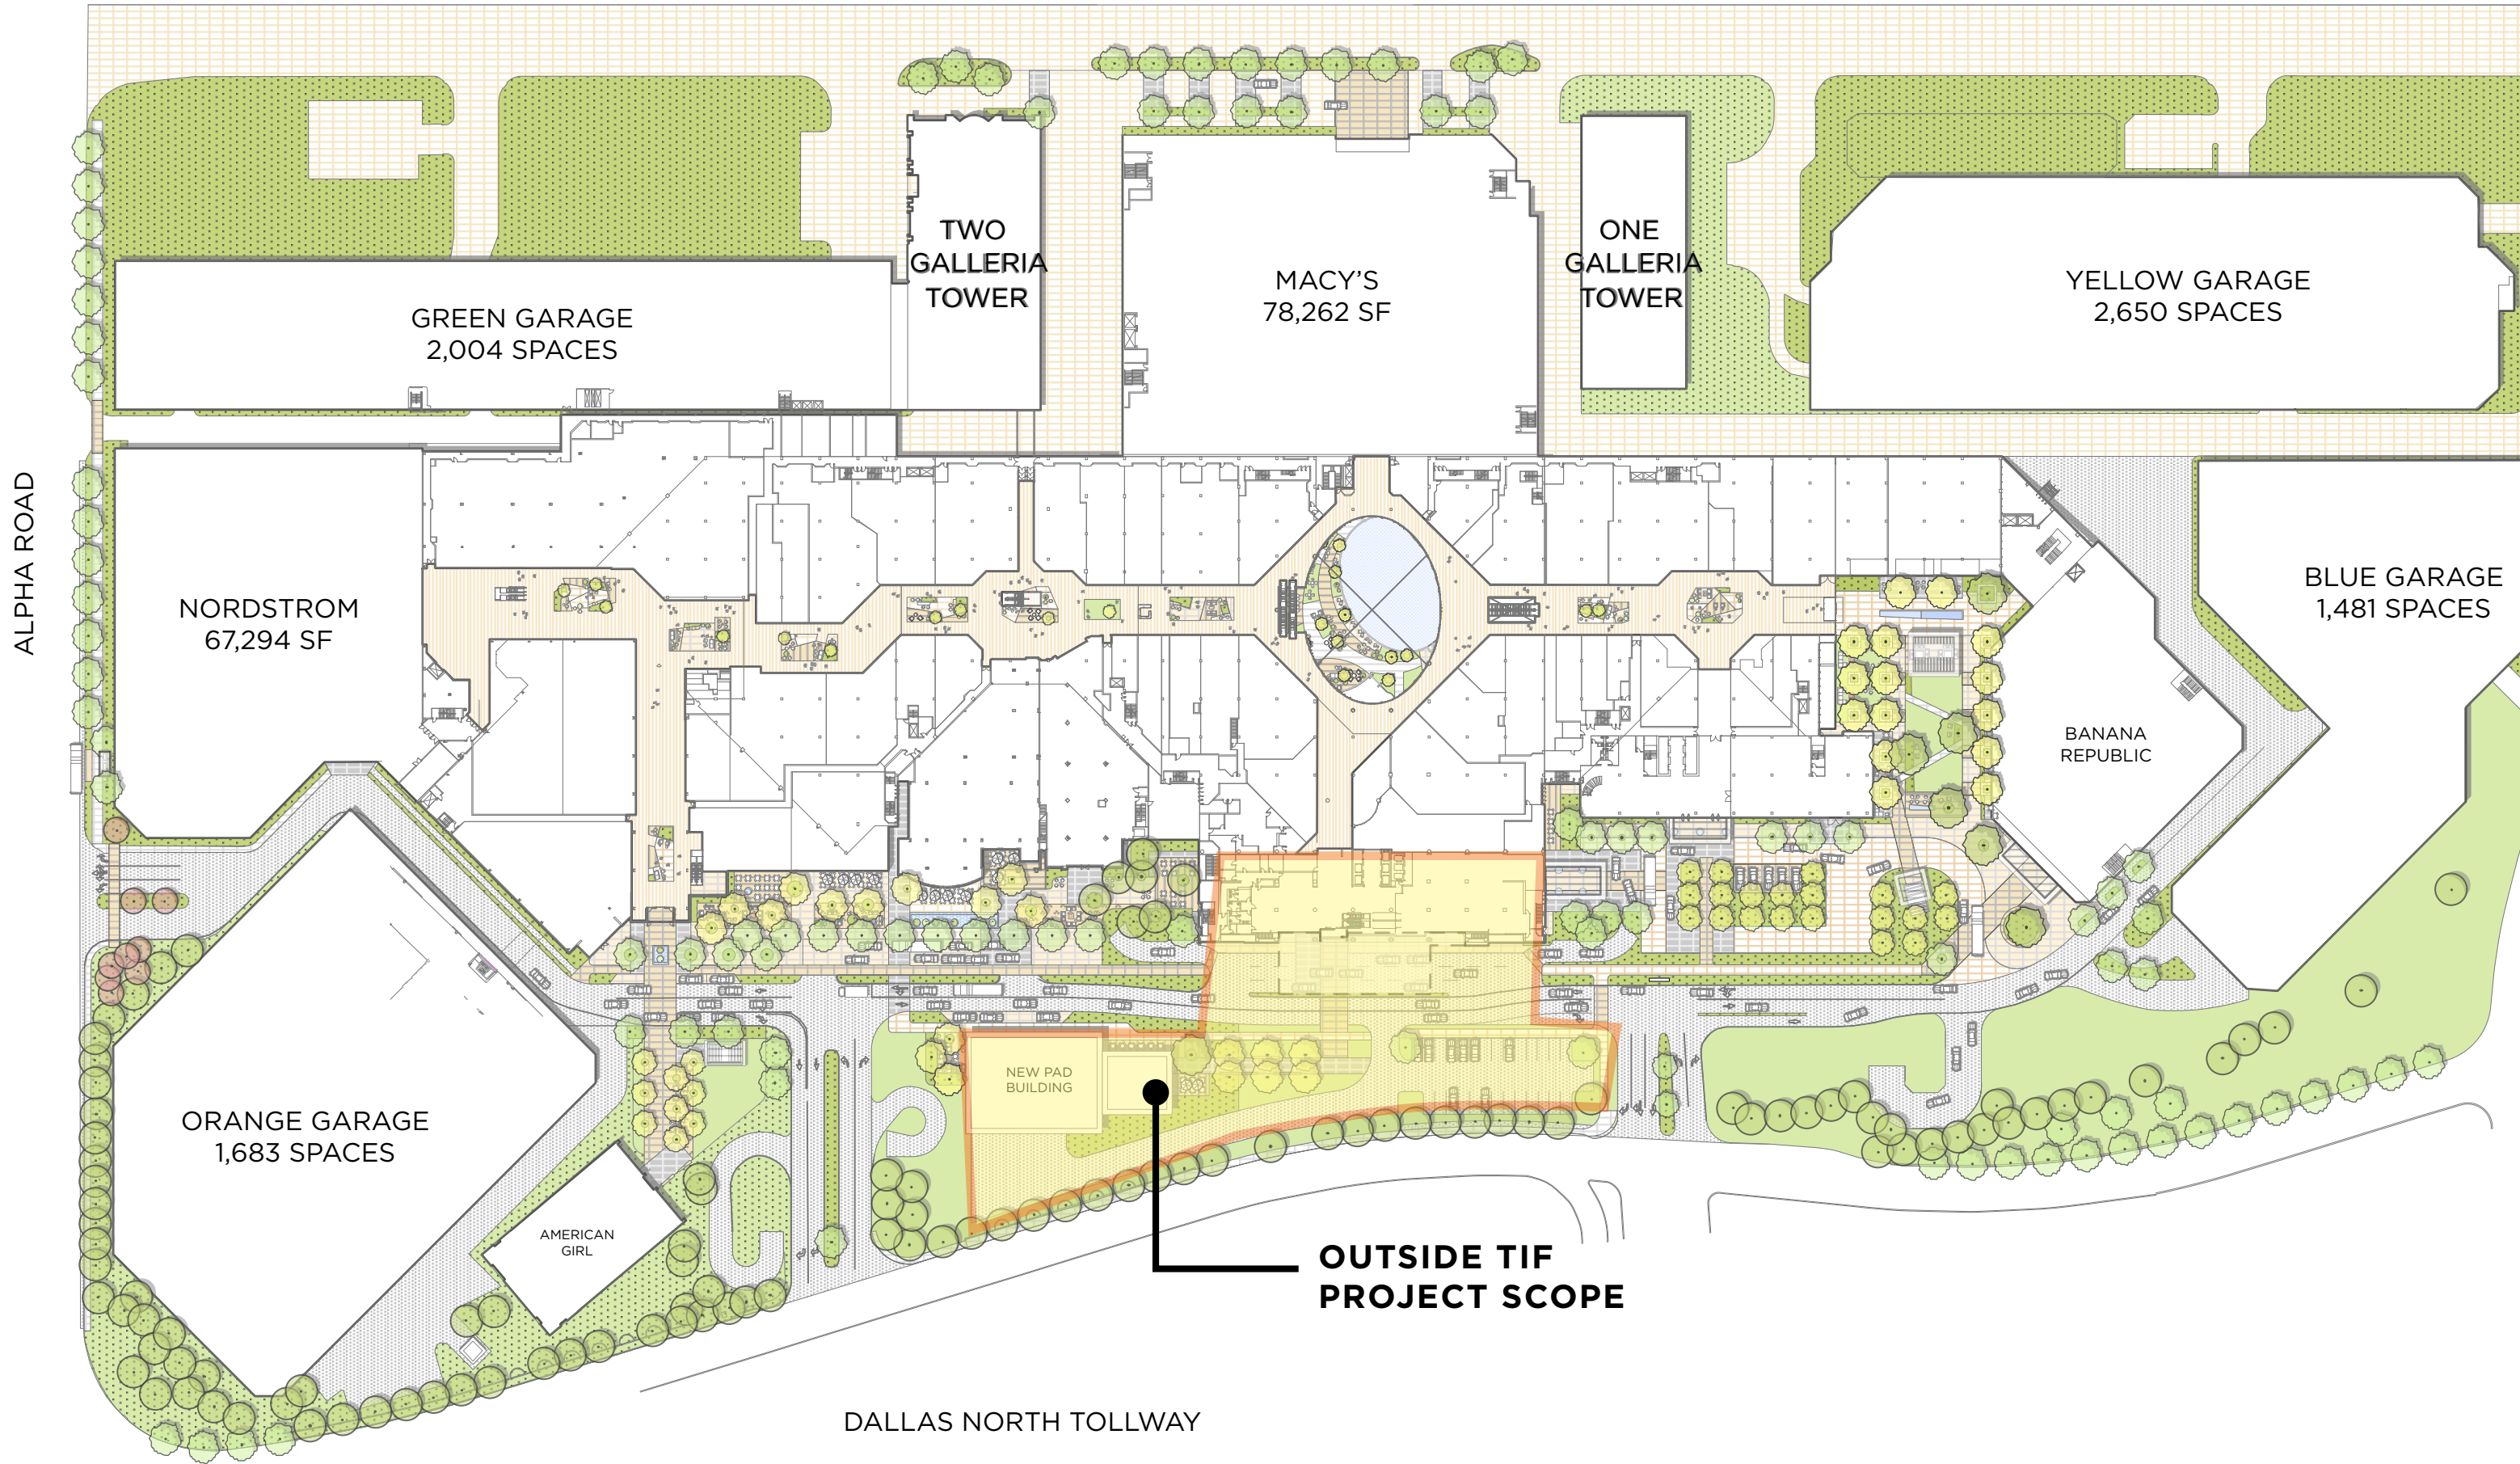 TWO
GALLERIA
TOWER
MACY'S
78,262 SF
ONE
GALLERIA
TOWER
YELLOW GARAGE
2,650 SPACES
GREEN GARAGE
2,004 SPACES
ALPHA ROAD
NORDSTROM
67,294 SF
BLUE GARAGE
1,481 SPACES
BANANA
REPUBLIC
NEW PAD
BUILDING
ORANGE GARAGE
1,683 SPACES
AMERICAN
GIRL
OUTSIDE TIF
PROJECT SCOPE
DALLAS NORTH TOLLWAY